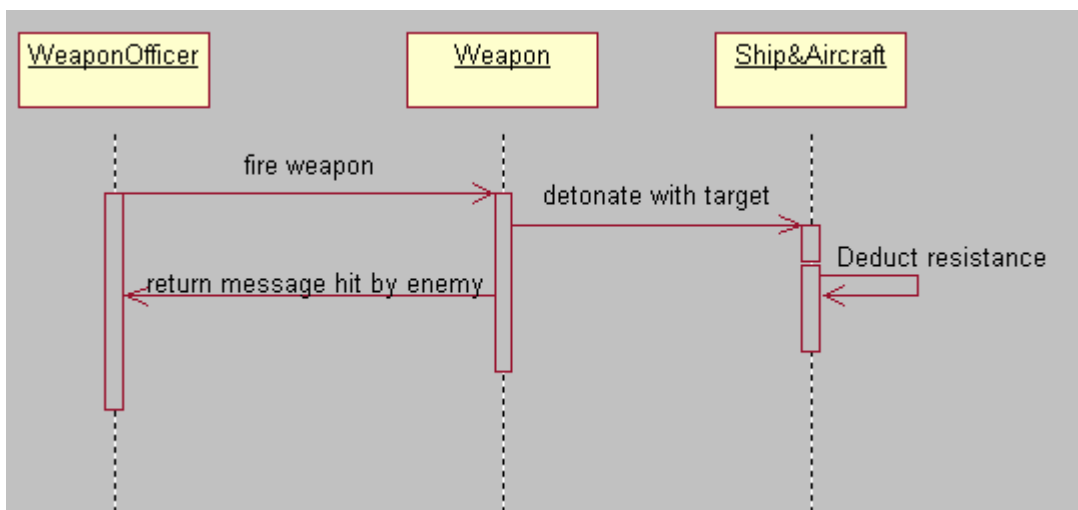 WeaponOfficer
Weapon
Ship&Aircraft
fire weapon
detonate with target
Deduct resistance
return message hit by enemy